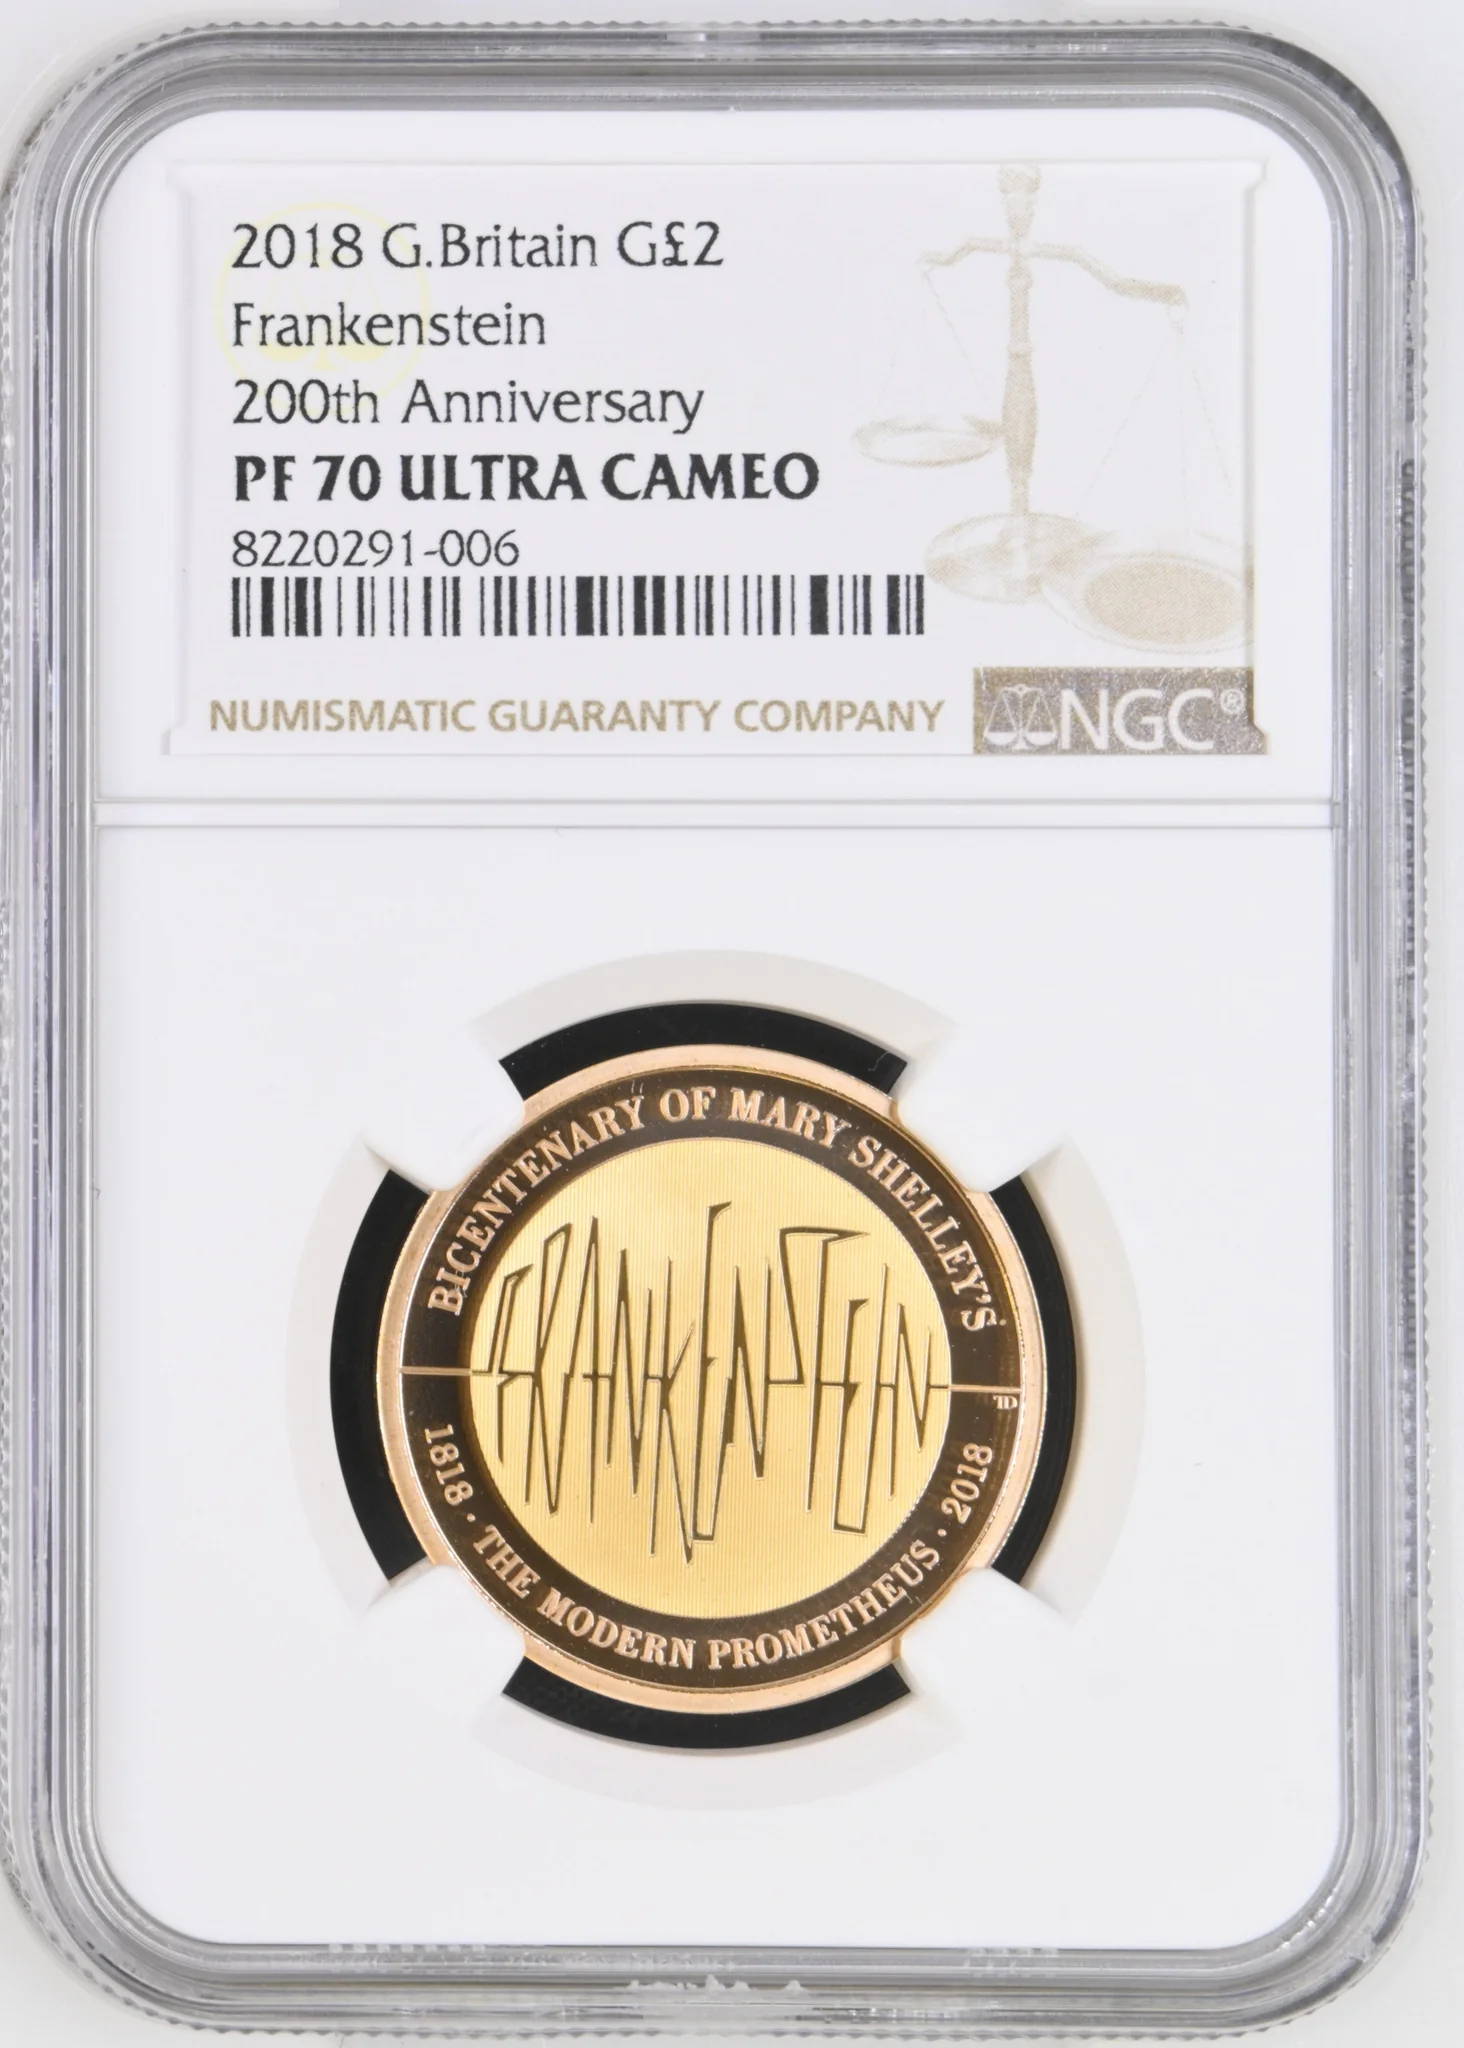 2018 G.Britain G£2
Frankenstein
200th Anniversary
PF 70 ULTRA CAMEO
8220291-006
NUMISMATIC GUARANTY COMPANY
NGC®
BICENTENARY OF MARY SHELLEY'S
FRANKENSTEIN
TD
1818 · THE MODERN PROMETHEUS · 2018